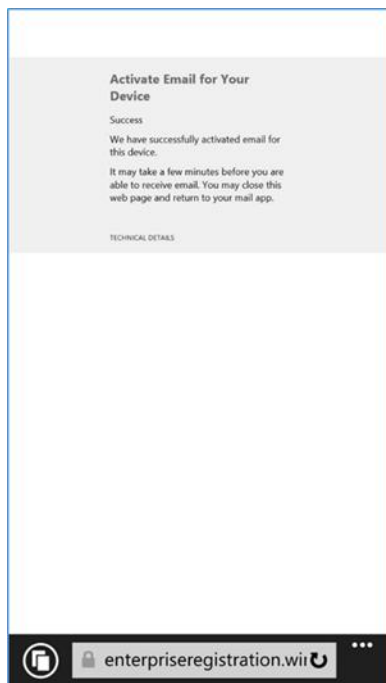 Activate Email for Your
Device
Success
We have successfully activated email for
this device.
It may take a few minutes before you are
able to receive email. You may close this
web page and return to your mail app.
TECHNICAL DETAILS
enterpriseregistration.win